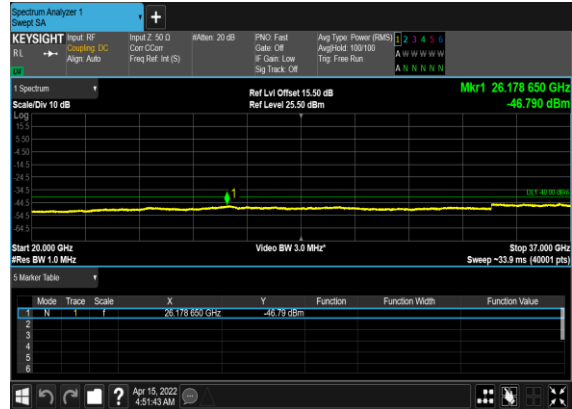 Spectrum Analyzer 1
Swept SA
+
KEYSIGHT Input: RF Input Z: 50 Ω #Atten: 20 dB PNO: Fast Avg Type: Power (RMS) 1 2 3 4 5 6
RL Coupling: DC Corr CCorr Gate: Off Avg|Hold: 100/100 A W W W W W
Align: Auto Freq Ref: Int (S) IF Gain: Low Trig: Free Run
Sig Track: Off A N N N N N
1 Spectrum Ref Lvl Offset 15.50 dB Mkr1 26.178 650 GHz
Scale/Div 10 dB Ref Level 25.50 dBm -46.790 dBm
Log
15.5
5.50
-4.50
-14.5
-24.5
-34.5 1 DL1 -40.00 dBm
-44.5
-54.5
-64.5
Start 20.000 GHz Video BW 3.0 MHz* Stop 37.000 GHz
#Res BW 1.0 MHz Sweep ~33.9 ms (40001 pts)
5 Marker Table
Mode Trace Scale X Y Function Function Width Function Value
1 N 1 f 26.178 650 GHz -46.79 dBm
2
3
4
5
6
? Apr 15, 2022
4:51:43 AM